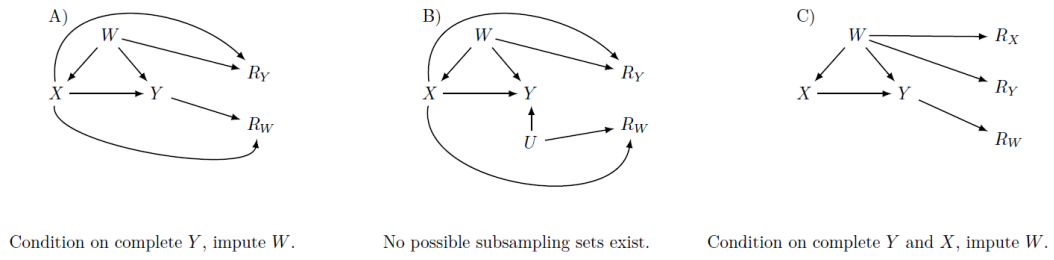 A)
W
X
Y
R_Y
R_W
Condition on complete Y, impute W.
B)
W
X
Y
U
R_Y
R_W
No possible subsampling sets exist.
C)
W
X
Y
R_X
R_Y
R_W
Condition on complete Y and X, impute W.